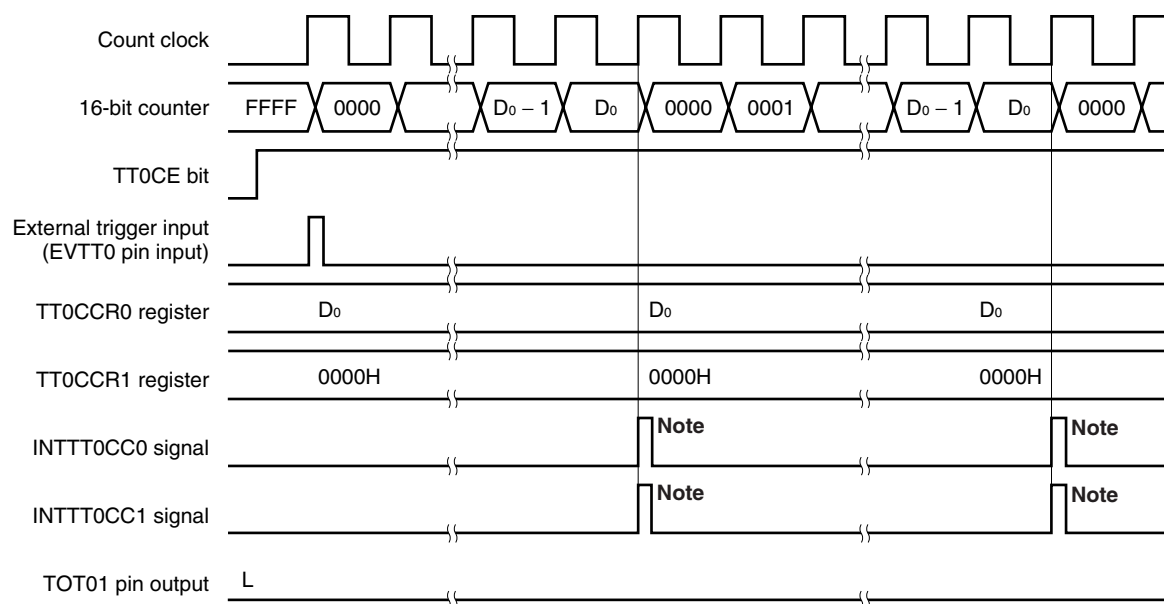 Count clock
16-bit counter FFFF 0000 D0 – 1 D0 0000 0001 D0 – 1 D0 0000
TT0CE bit
External trigger input
(EVTT0 pin input)
TT0CCR0 register D0 D0 D0
TT0CCR1 register 0000H 0000H 0000H
INTTT0CC0 signal Note Note
INTTT0CC1 signal Note Note
TOT01 pin output L